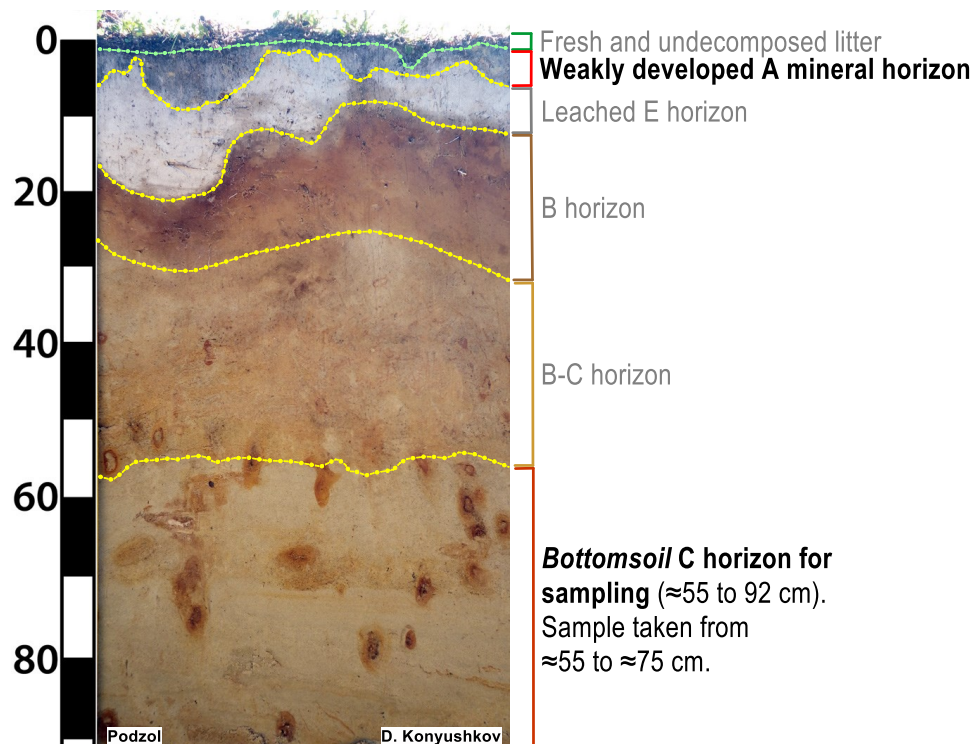 0
Fresh and undecomposed litter
Weakly developed A mineral horizon
Leached E horizon
20
B horizon
40
B-C horizon
60
Bottomsoil C horizon for
sampling (≈55 to 92 cm).
Sample taken from
≈55 to ≈75 cm.
80
Podzol
D. Konyushkov